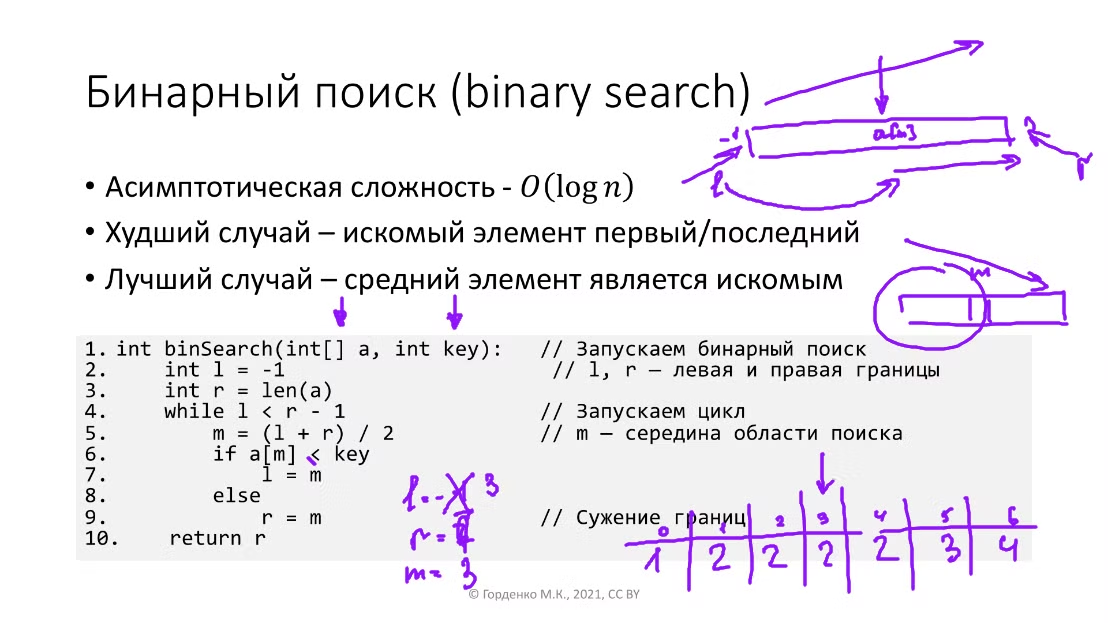 Бинарный поиск (binary search)
-1
a[m]
l
r
• Асимптотическая сложность - O(log n)
• Худший случай – искомый элемент первый/последний
• Лучший случай – средний элемент является искомым
m
1. int binSearch(int[] a, int key): // Запускаем бинарный поиск
2. int l = -1 // l, r – левая и правая границы
3. int r = len(a)
4. while l < r - 1 // Запускаем цикл
5. m = (l + r) / 2 // m – середина области поиска
6. if a[m] < key
7. l = m
8. else
9. r = m // Сужение границ
10. return r
l = -1 3
r =
m = 3
0 1 2 3 4 5 6
1 2 2 2 2 3 4
© Горденко М.К., 2021, CC BY